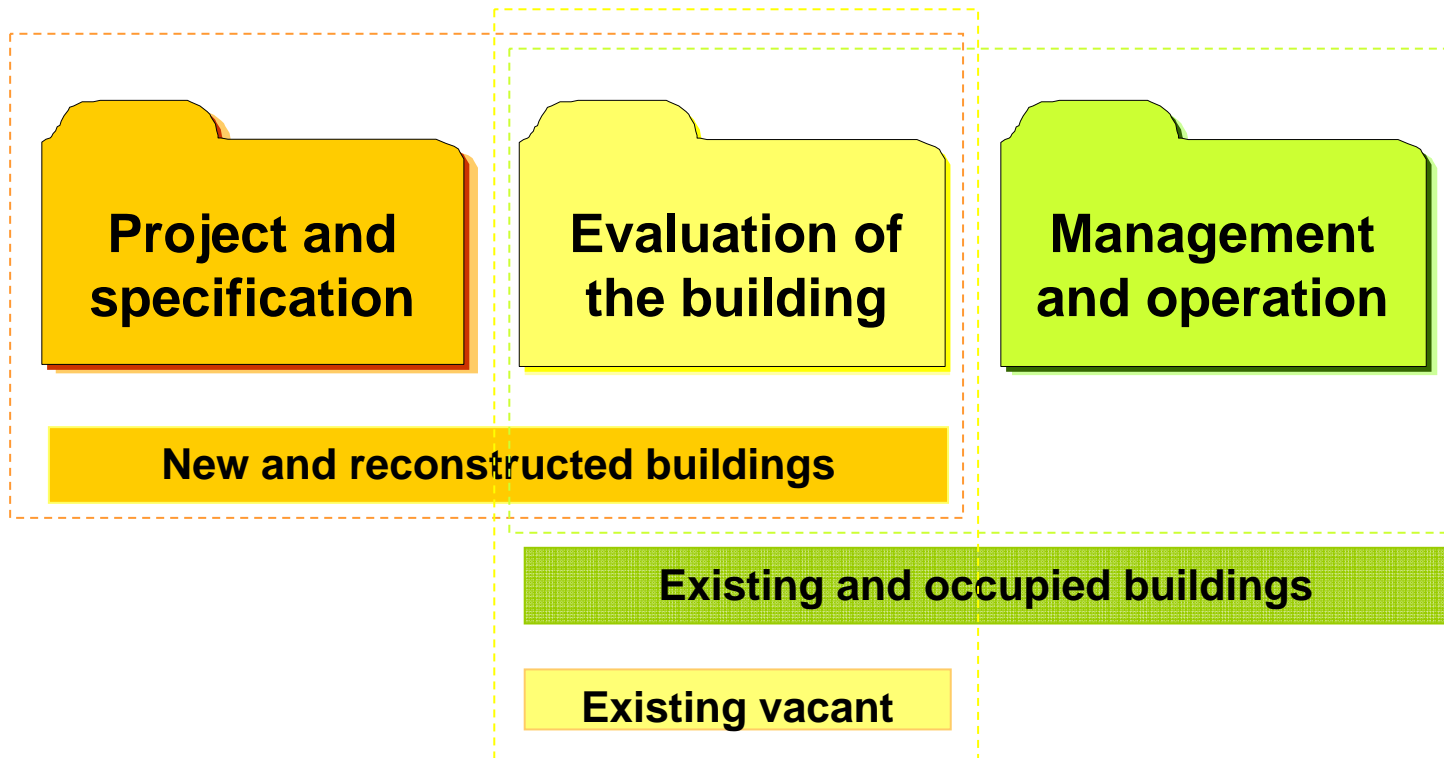 Project and
specification
Evaluation of
the building
Management
and operation
New and reconstructed buildings
Existing and occupied buildings
Existing vacant